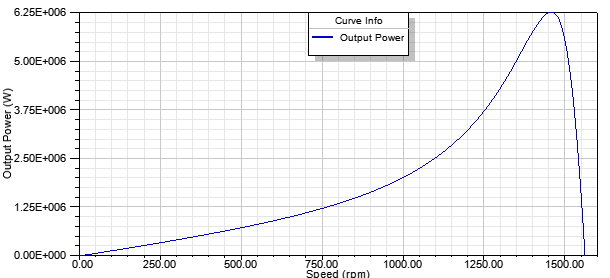 6.25E+006
5.00E+006
3.75E+006
2.50E+006
1.25E+006
0.00E+000
Output Power (W)
Curve Info
Output Power
0.00 250.00 500.00 750.00 1000.00 1250.00 1500.00
Speed (rpm)